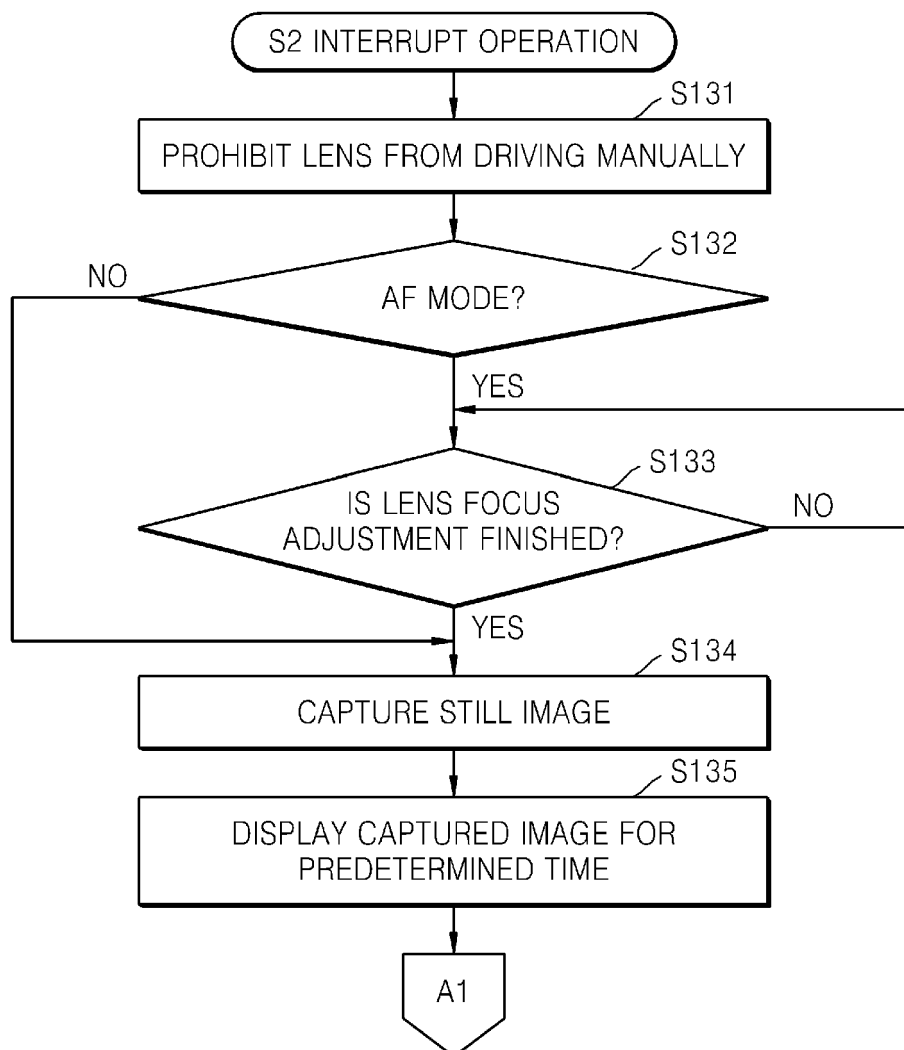 S2 INTERRUPT OPERATION
S131
PROHIBIT LENS FROM DRIVING MANUALLY
S132
NO
AF MODE?
YES
S133
IS LENS FOCUS
ADJUSTMENT FINISHED?
NO
YES
S134
CAPTURE STILL IMAGE
S135
DISPLAY CAPTURED IMAGE FOR
PREDETERMINED TIME
A1